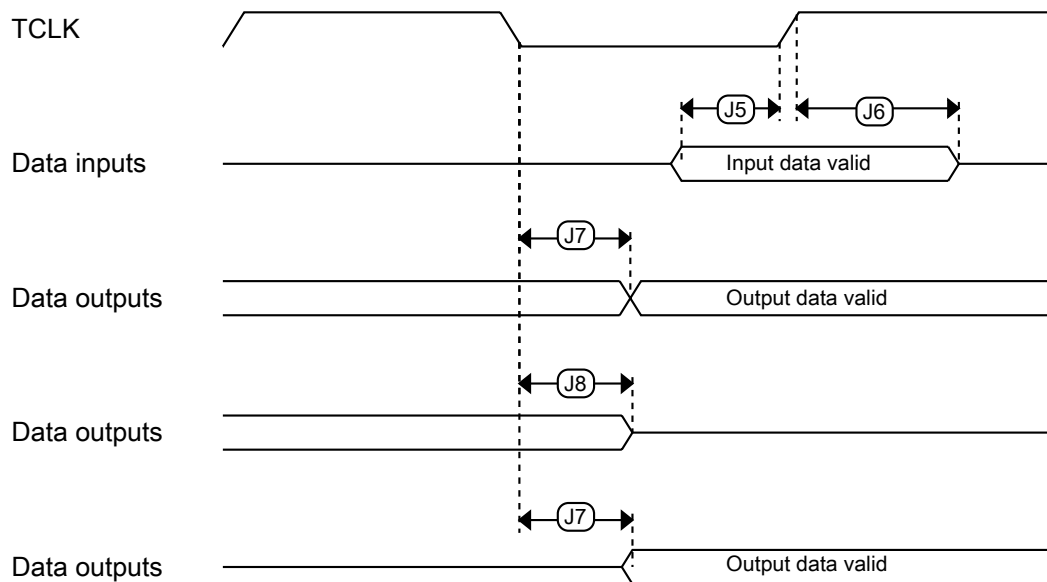 TCLK
J5
J6
Data inputs
Input data valid
J7
Data outputs
Output data valid
J8
Data outputs
J7
Data outputs
Output data valid